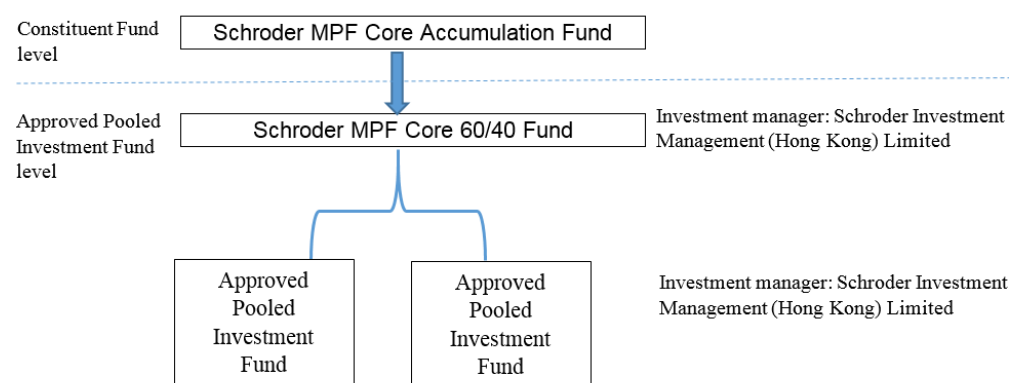 Constituent Fund
level
Schroder MPF Core Accumulation Fund
Approved Pooled
Investment Fund
level
Schroder MPF Core 60/40 Fund
Investment manager: Schroder Investment
Management (Hong Kong) Limited
Approved
Pooled
Investment
Fund
Approved
Pooled
Investment
Fund
Investment manager: Schroder Investment
Management (Hong Kong) Limited